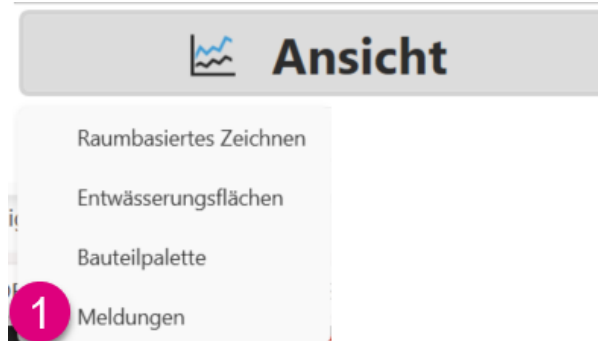 Ansicht
Raumbasiertes Zeichnen
Entwässerungsflächen
Bauteilpalette
1 Meldungen